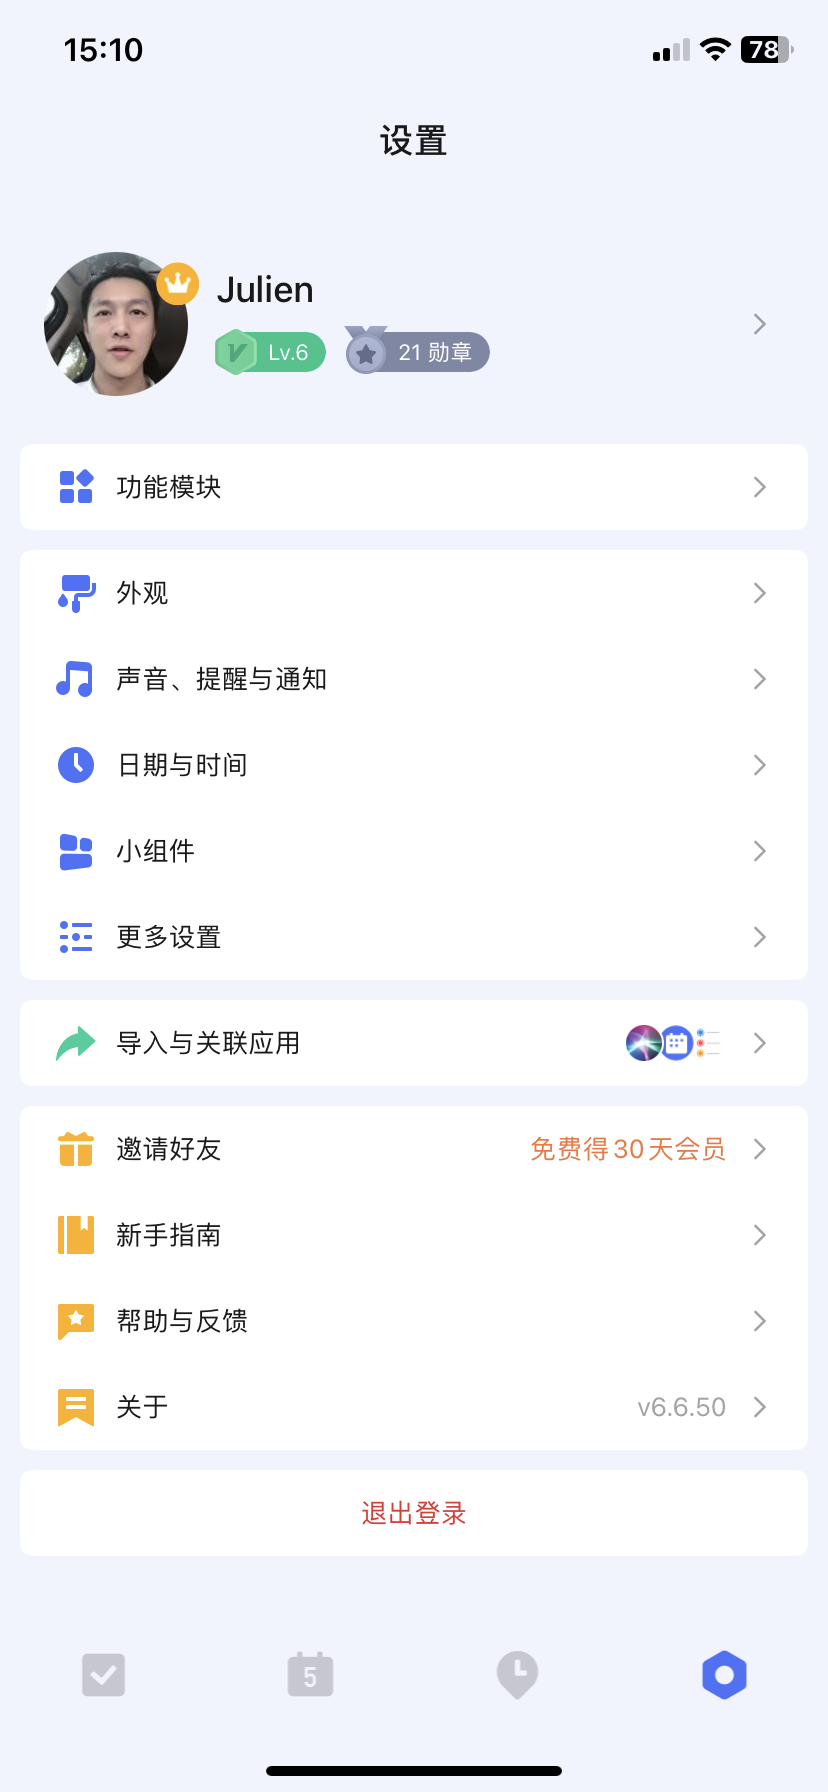 15:10
78
设置
Julien
Lv.6
21 勋章
功能模块
外观
声音、提醒与通知
日期与时间
小组件
更多设置
导入与关联应用
邀请好友 免费得30天会员
新手指南
帮助与反馈
关于 v6.6.50
退出登录
5